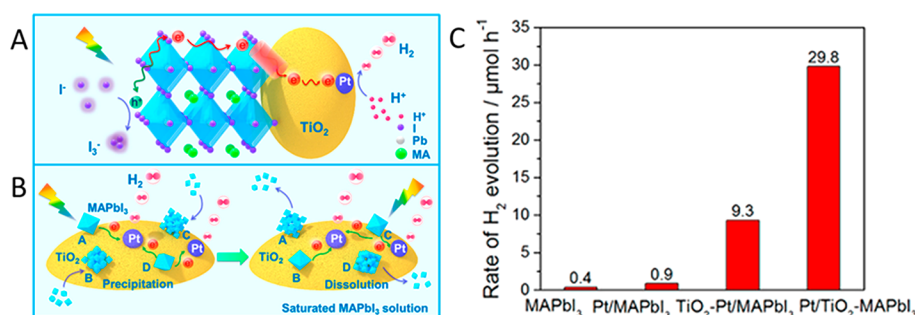 A
I⁻
I₃⁻
h⁺
e⁻
e⁻
e⁻
e⁻
Pt
TiO₂
H₂
H⁺
H⁺
I
Pb
MA
B
H₂
MAPbI₃
A
B
C
D
e⁻
e⁻
e⁻
Pt
Pt
TiO₂
Precipitation
A
B
C
D
e⁻
e⁻
e⁻
Pt
Pt
TiO₂
Dissolution
Saturated MAPbI₃ solution
C
Rate of H₂ evolution / μmol h⁻¹
45
40
35
30
25
20
15
10
5
0
0.4
0.9
9.3
29.8
MAPbI₃ Pt/MAPbI₃ TiO₂-Pt/MAPbI₃ Pt/TiO₂-MAPbI₃